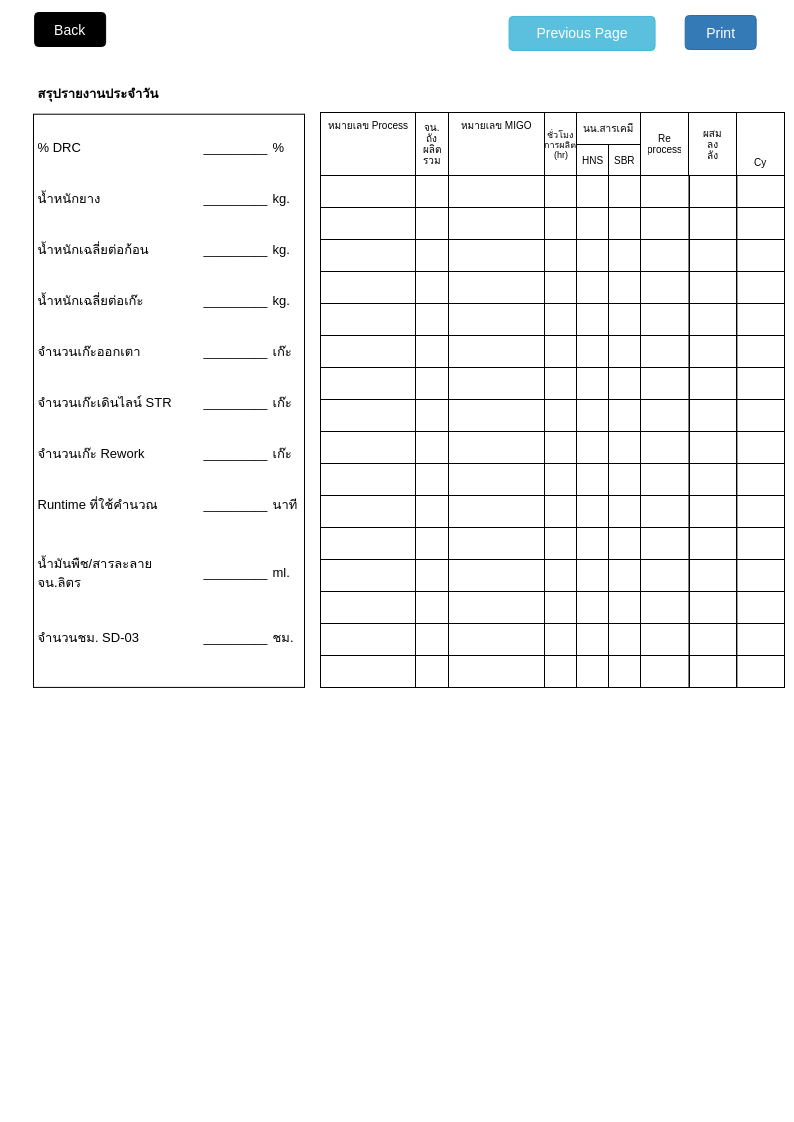 Back
Previous Page
Print
สรุปรายงานประจำวัน
% DRC _________ %
น้ำหนักยาง _________ kg.
น้ำหนักเฉลี่ยต่อก้อน _________ kg.
น้ำหนักเฉลี่ยต่อเก๊ะ _________ kg.
จำนวนเก๊ะออกเตา _________ เก๊ะ
จำนวนเก๊ะเดินไลน์ STR _________ เก๊ะ
จำนวนเก๊ะ Rework _________ เก๊ะ
Runtime ที่ใช้คำนวณ _________ นาที
น้ำมันพืช/สารละลาย
จน.ลิตร _________ ml.
จำนวนชม. SD-03 _________ ชม.
หมายเลข Process
จน.
ถัง
ผลิต
รวม
หมายเลข MIGO
ชั่วโมง
การผลิต
(hr)
นน.สารเคมี
HNS
SBR
Re
process
ผสม
ลง
ลัง
Cy